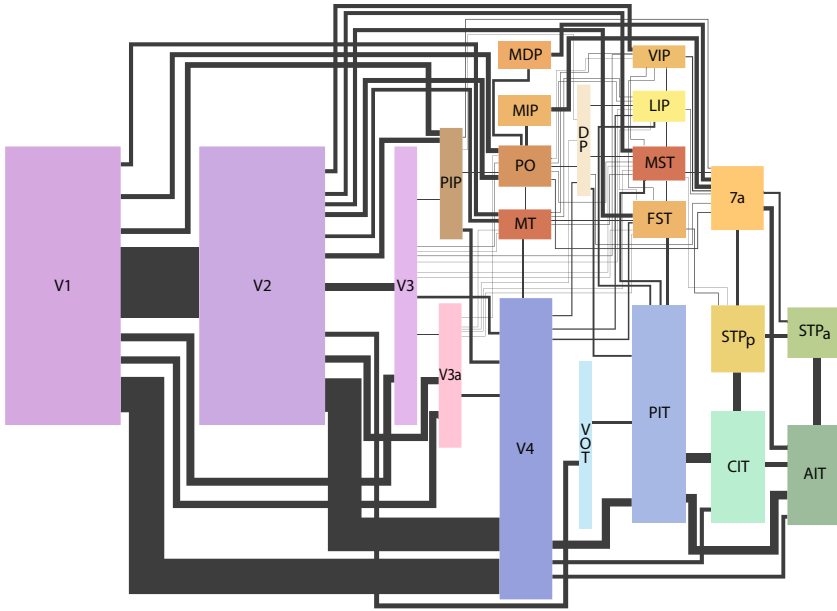 MDP
VIP
MIP
LIP
DP
PIP
PO
MST
7a
MT
FST
V1
V2
V3
V3a
V4
VOT
PIT
STPp
STPa
CIT
AIT